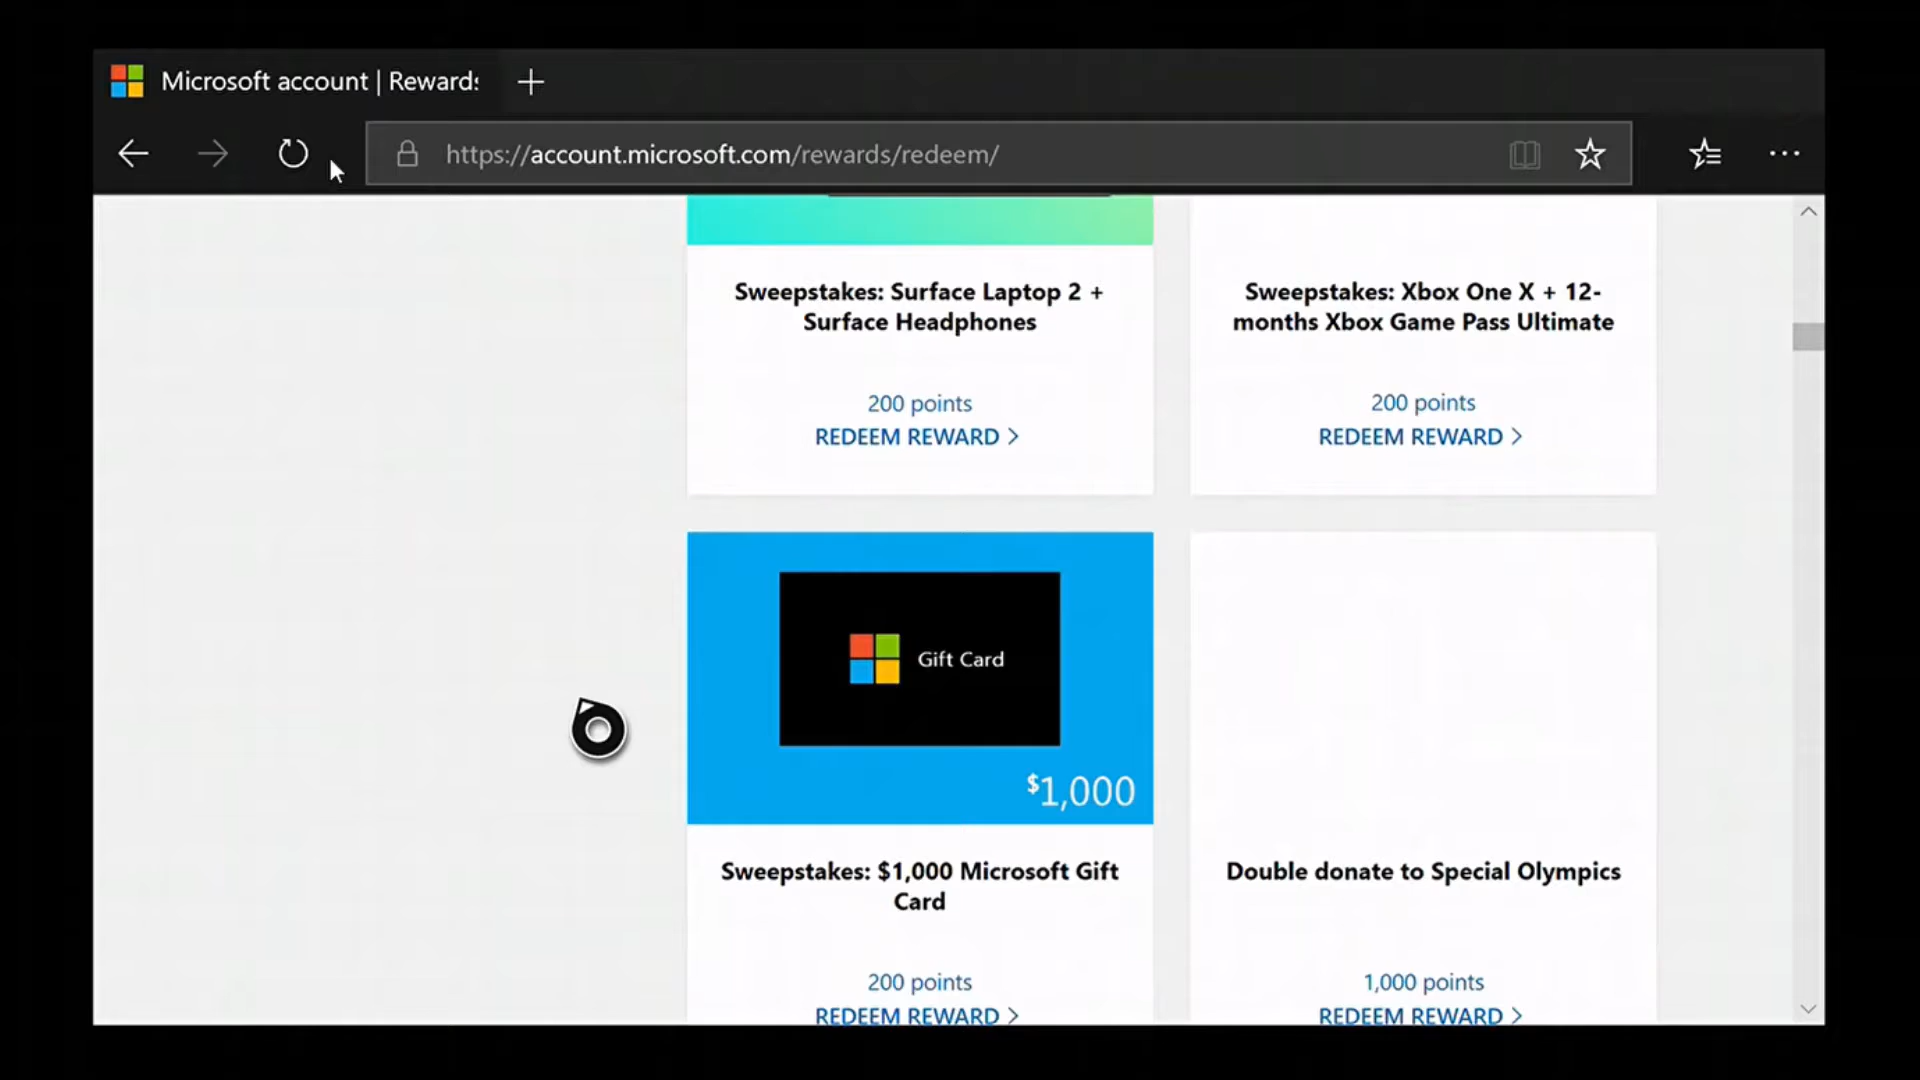 Microsoft account | Rewards
https://account.microsoft.com/rewards/redeem/
Sweepstakes: Surface Laptop 2 +
Surface Headphones
200 points
REDEEM REWARD >
Sweepstakes: Xbox One X + 12-
months Xbox Game Pass Ultimate
200 points
REDEEM REWARD >
Gift Card
$1,000
Sweepstakes: $1,000 Microsoft Gift
Card
200 points
REDEEM REWARD >
Double donate to Special Olympics
1,000 points
REDEEM REWARD >